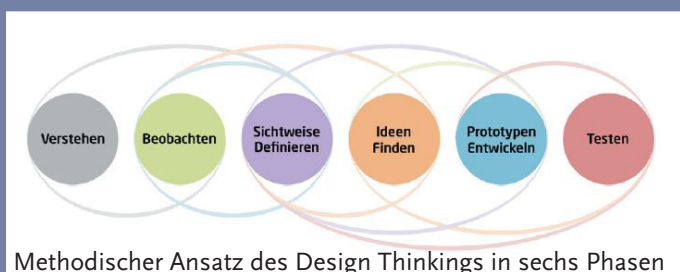 Verstehen
Beobachten
Sichtweise
Definieren
Ideen
Finden
Prototypen
Entwickeln
Testen
Methodischer Ansatz des Design Thinkings in sechs Phasen